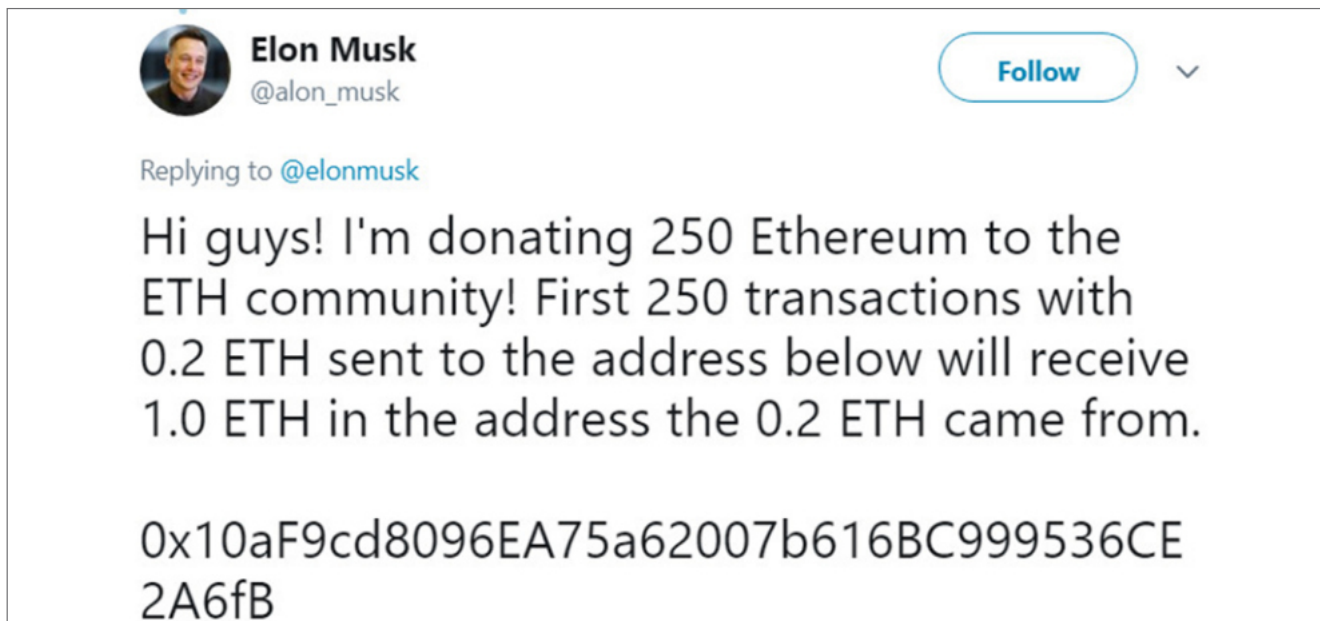 Elon Musk
@alon_musk
Follow
Replying to @elonmusk
Hi guys! I'm donating 250 Ethereum to the
ETH community! First 250 transactions with
0.2 ETH sent to the address below will receive
1.0 ETH in the address the 0.2 ETH came from.
0x10aF9cd8096EA75a62007b616BC999536CE
2A6fB